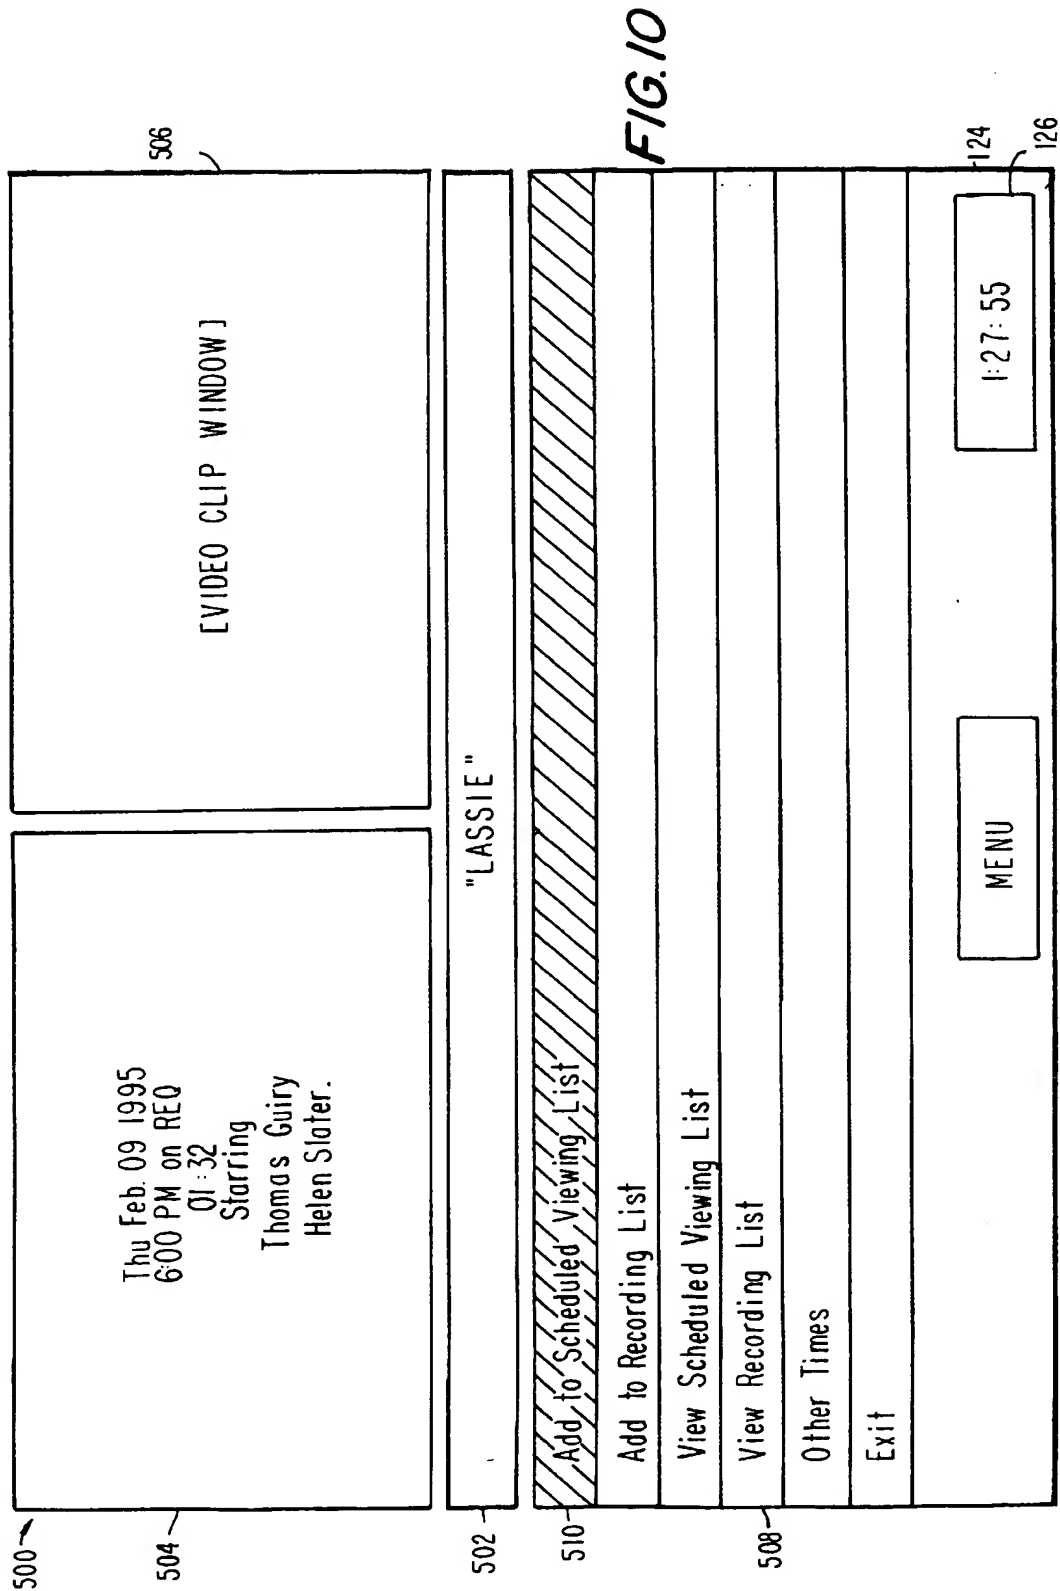 500
504
Thu Feb. 09 1995
6:00 PM on REQ
01:32
Starring
Thomas Guiry
Helen Slater.
[VIDEO CLIP WINDOW]
506
502
"LASSIE"
510
Add to Scheduled Viewing List
Add to Recording List
View Scheduled Viewing List
508
View Recording List
Other Times
Exit
MENU
1:27:55
124
126
FIG.10